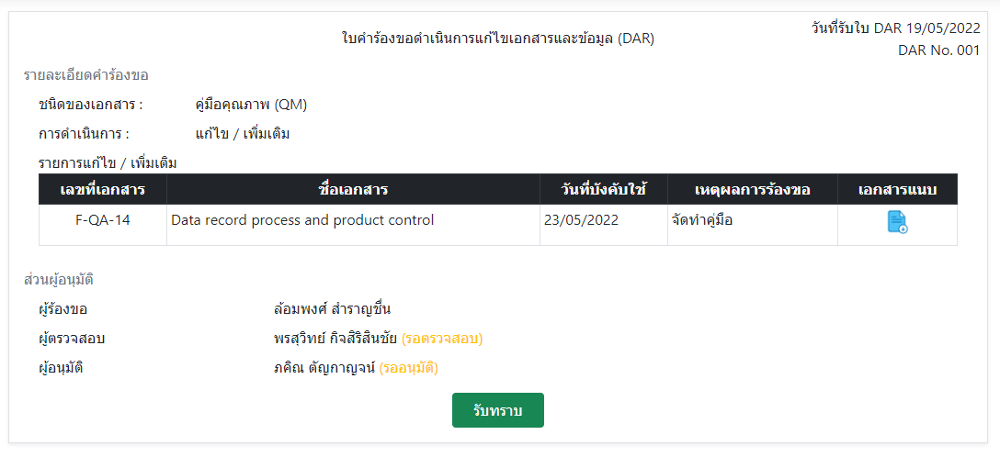 วันที่รับใบ DAR 19/05/2022
ใบคำร้องขอดำเนินการแก้ไขเอกสารและข้อมูล (DAR)
DAR No. 001
รายละเอียดคำร้องขอ
ชนิดของเอกสาร : คู่มือคุณภาพ (QM)
การดำเนินการ : แก้ไข / เพิ่มเติม
รายการแก้ไข / เพิ่มเติม
เลขที่เอกสาร ชื่อเอกสาร วันที่บังคับใช้ เหตุผลการร้องขอ เอกสารแนบ
F-QA-14 Data record process and product control 23/05/2022 จัดทำคู่มือ
ส่วนผู้อนุมัติ
ผู้ร้องขอ ล้อมพงศ์ สำราญชื่น
ผู้ตรวจสอบ พรสุวิทย์ กิจสิริสินชัย (รอตรวจสอบ)
ผู้อนุมัติ ภคิณ ตัญกาญจน์ (รออนุมัติ)
รับทราบ